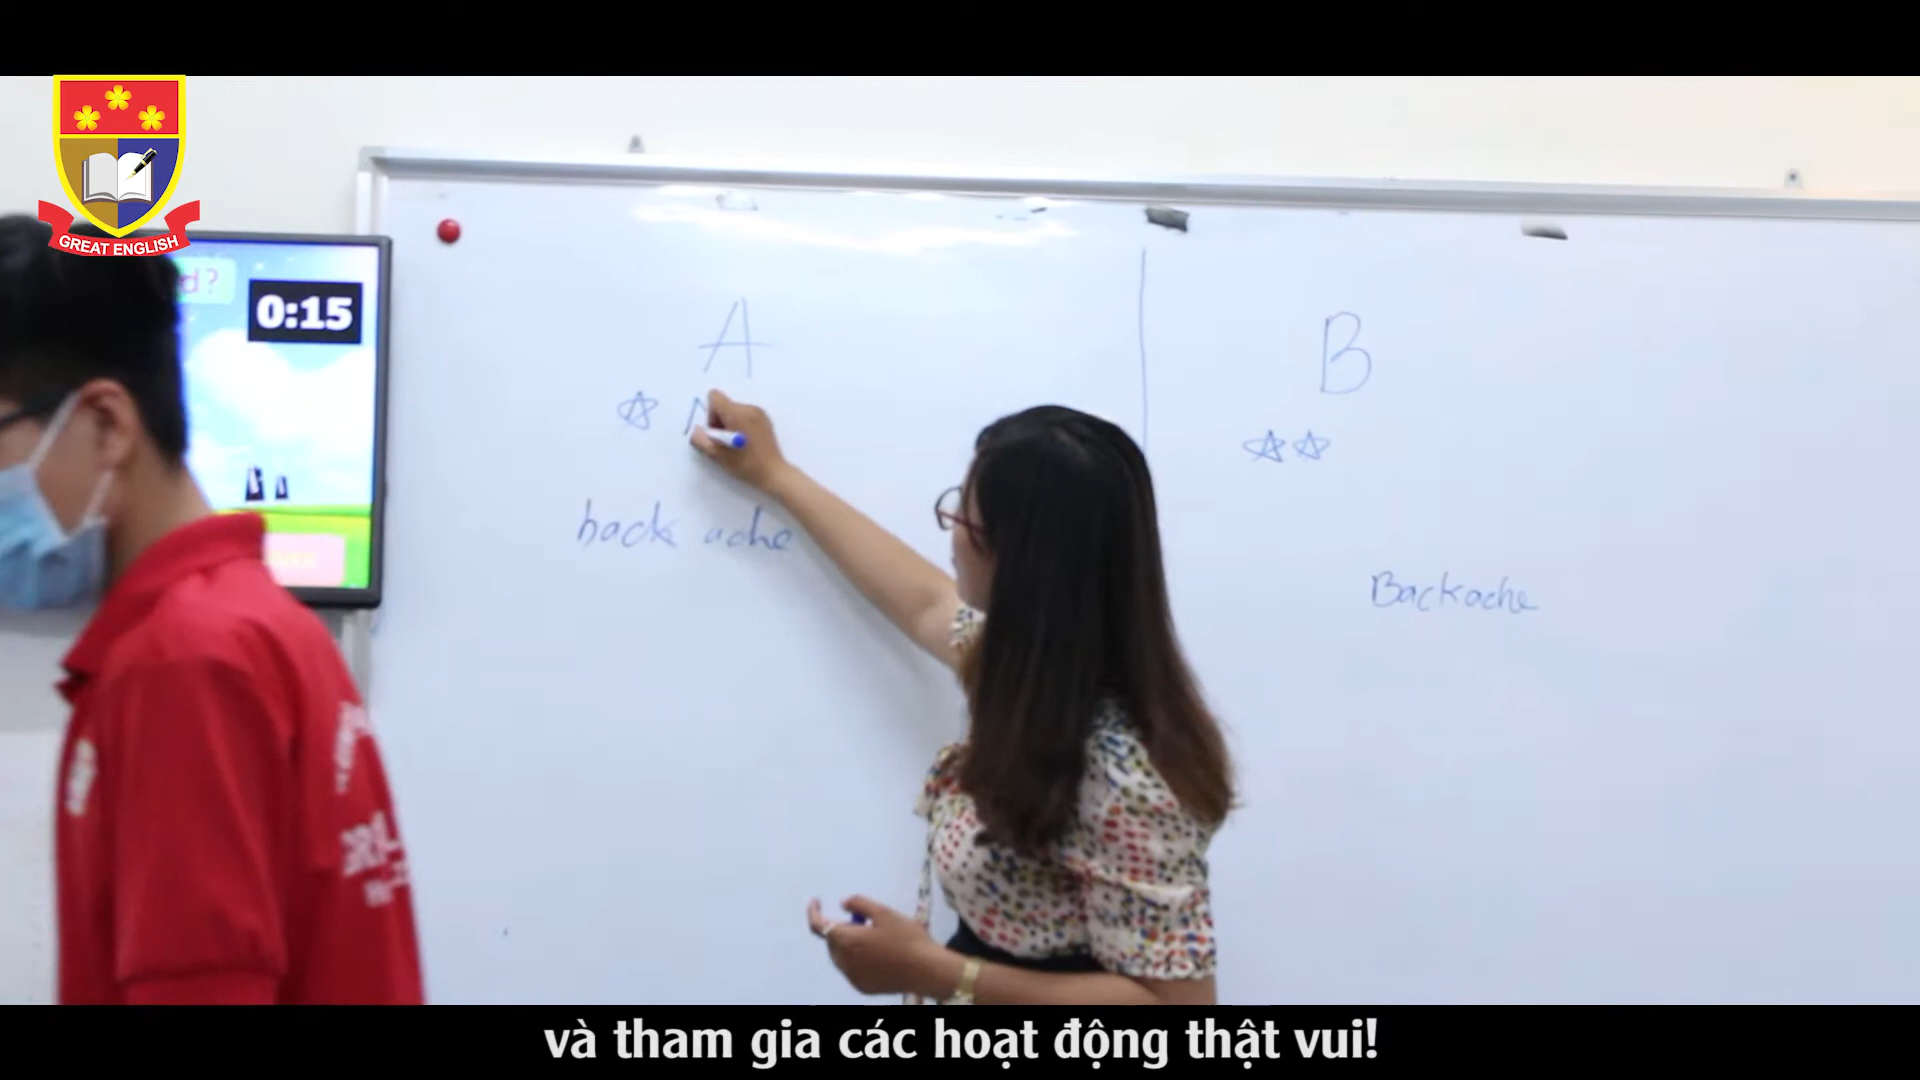 GREAT ENGLISH
d?
0:15
A
B
back ache
Backache
và tham gia các hoạt động thật vui!